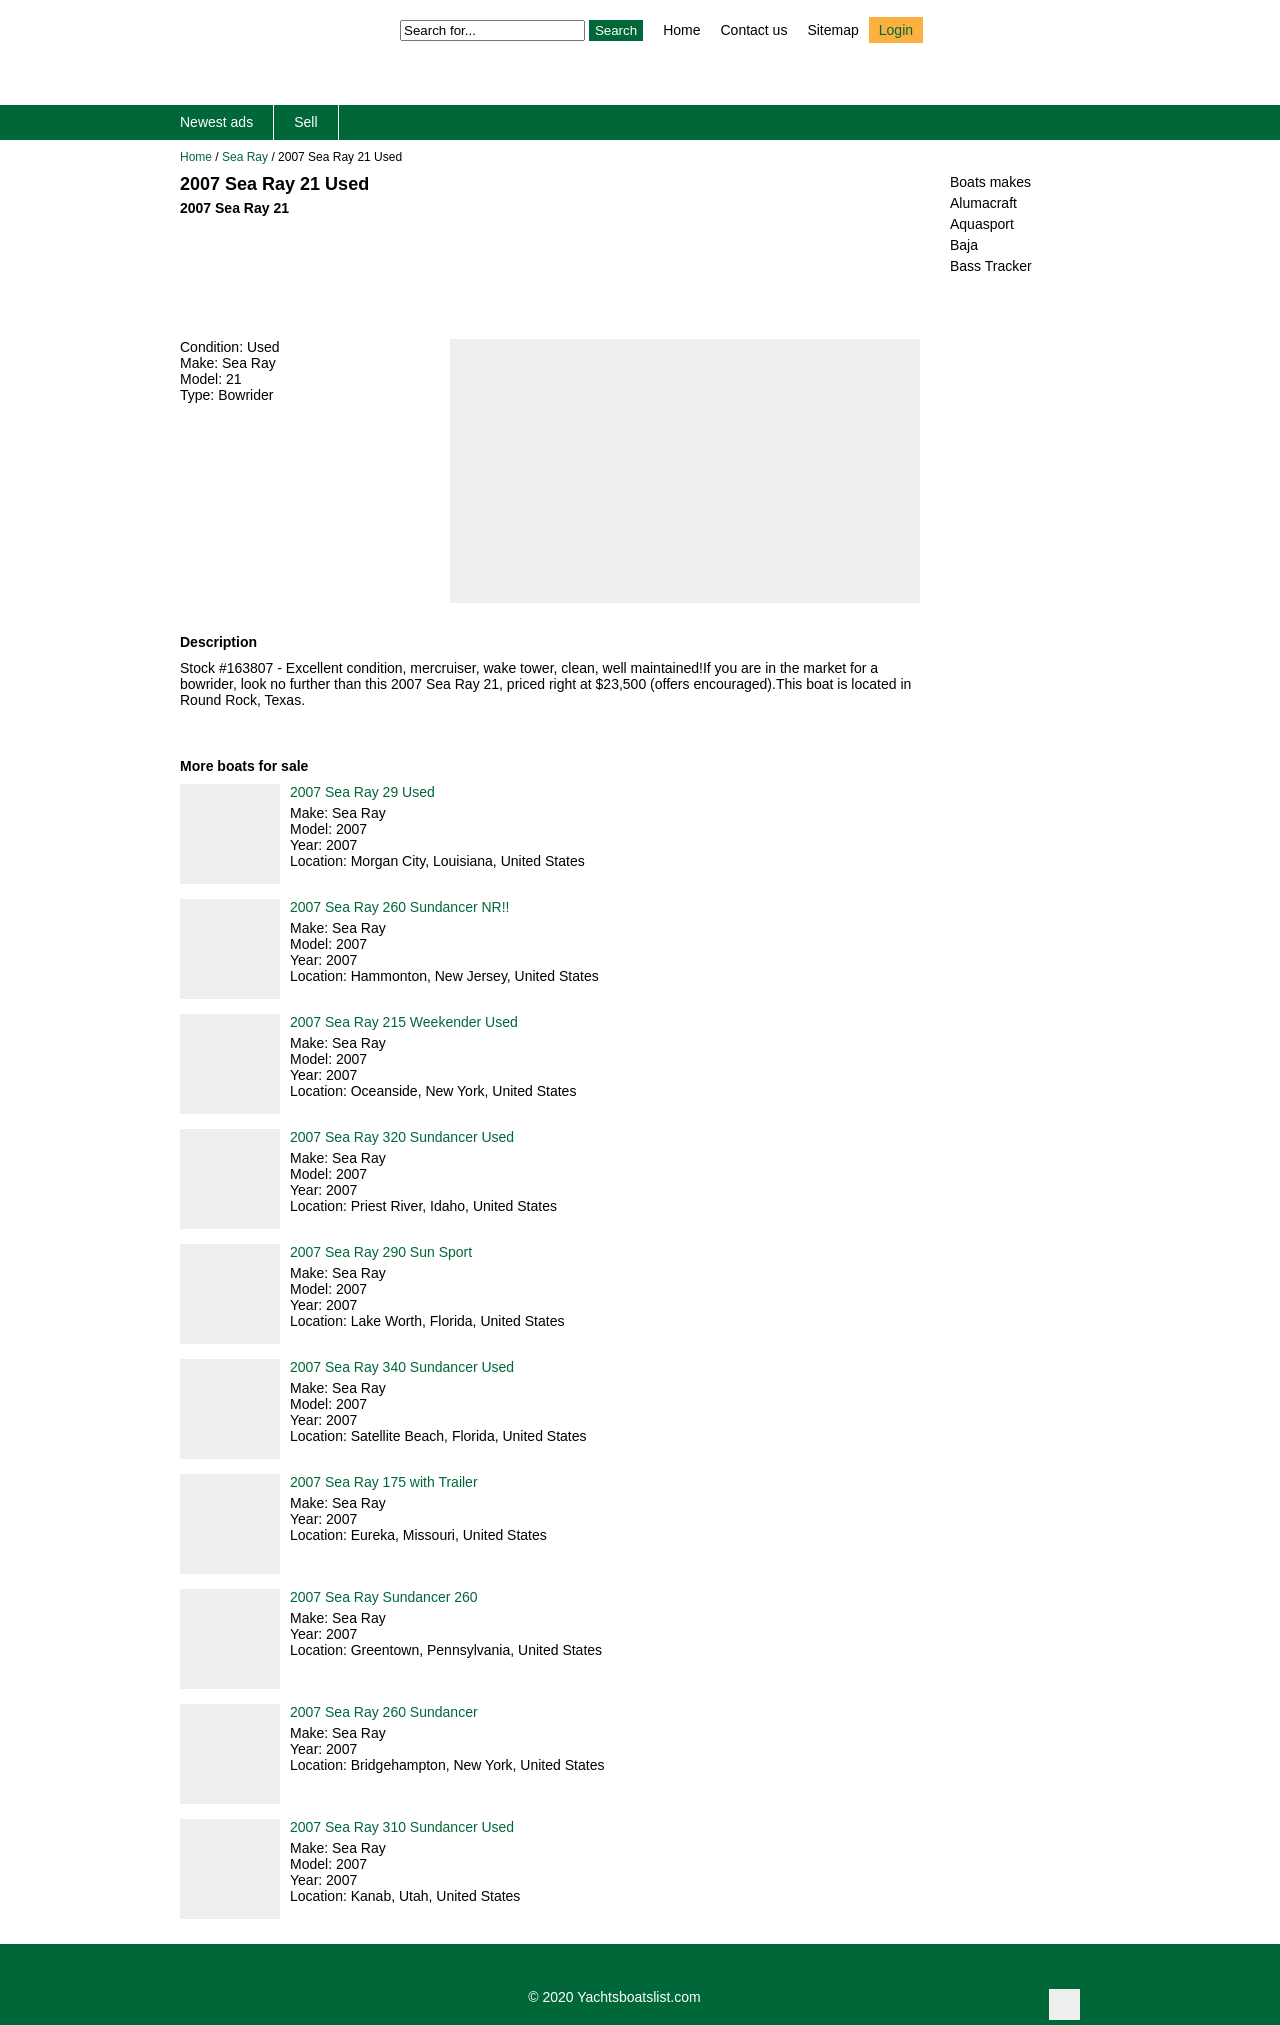 Search for... Search Home Contact us Sitemap Login
Newest ads Sell
Home / Sea Ray / 2007 Sea Ray 21 Used
2007 Sea Ray 21 Used
2007 Sea Ray 21
Boats makes
Alumacraft
Aquasport
Baja
Bass Tracker
Condition: Used
Make: Sea Ray
Model: 21
Type: Bowrider
Description
Stock #163807 - Excellent condition, mercruiser, wake tower, clean, well maintained!If you are in the market for a
bowrider, look no further than this 2007 Sea Ray 21, priced right at $23,500 (offers encouraged).This boat is located in
Round Rock, Texas.
More boats for sale
2007 Sea Ray 29 Used
Make: Sea Ray
Model: 2007
Year: 2007
Location: Morgan City, Louisiana, United States
2007 Sea Ray 260 Sundancer NR!!
Make: Sea Ray
Model: 2007
Year: 2007
Location: Hammonton, New Jersey, United States
2007 Sea Ray 215 Weekender Used
Make: Sea Ray
Model: 2007
Year: 2007
Location: Oceanside, New York, United States
2007 Sea Ray 320 Sundancer Used
Make: Sea Ray
Model: 2007
Year: 2007
Location: Priest River, Idaho, United States
2007 Sea Ray 290 Sun Sport
Make: Sea Ray
Model: 2007
Year: 2007
Location: Lake Worth, Florida, United States
2007 Sea Ray 340 Sundancer Used
Make: Sea Ray
Model: 2007
Year: 2007
Location: Satellite Beach, Florida, United States
2007 Sea Ray 175 with Trailer
Make: Sea Ray
Year: 2007
Location: Eureka, Missouri, United States
2007 Sea Ray Sundancer 260
Make: Sea Ray
Year: 2007
Location: Greentown, Pennsylvania, United States
2007 Sea Ray 260 Sundancer
Make: Sea Ray
Year: 2007
Location: Bridgehampton, New York, United States
2007 Sea Ray 310 Sundancer Used
Make: Sea Ray
Model: 2007
Year: 2007
Location: Kanab, Utah, United States
© 2020 Yachtsboatslist.com